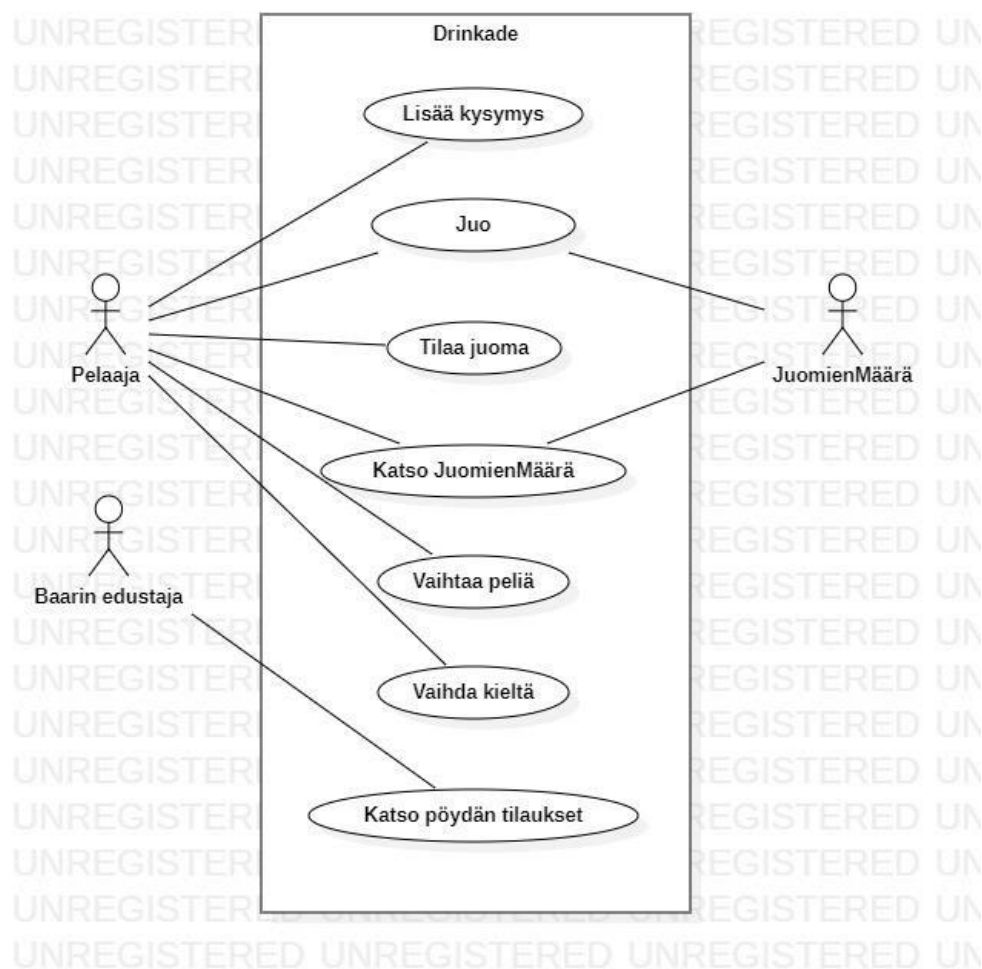 Drinkade
Lisää kysymys
Juo
Tilaa juoma
Pelaaja
JuomienMäärä
Katso JuomienMäärä
Vaihtaa peliä
Baarin edustaja
Vaihda kieltä
Katso pöydän tilaukset
UNREGISTERED UNREGISTERED UNREGISTERED UN